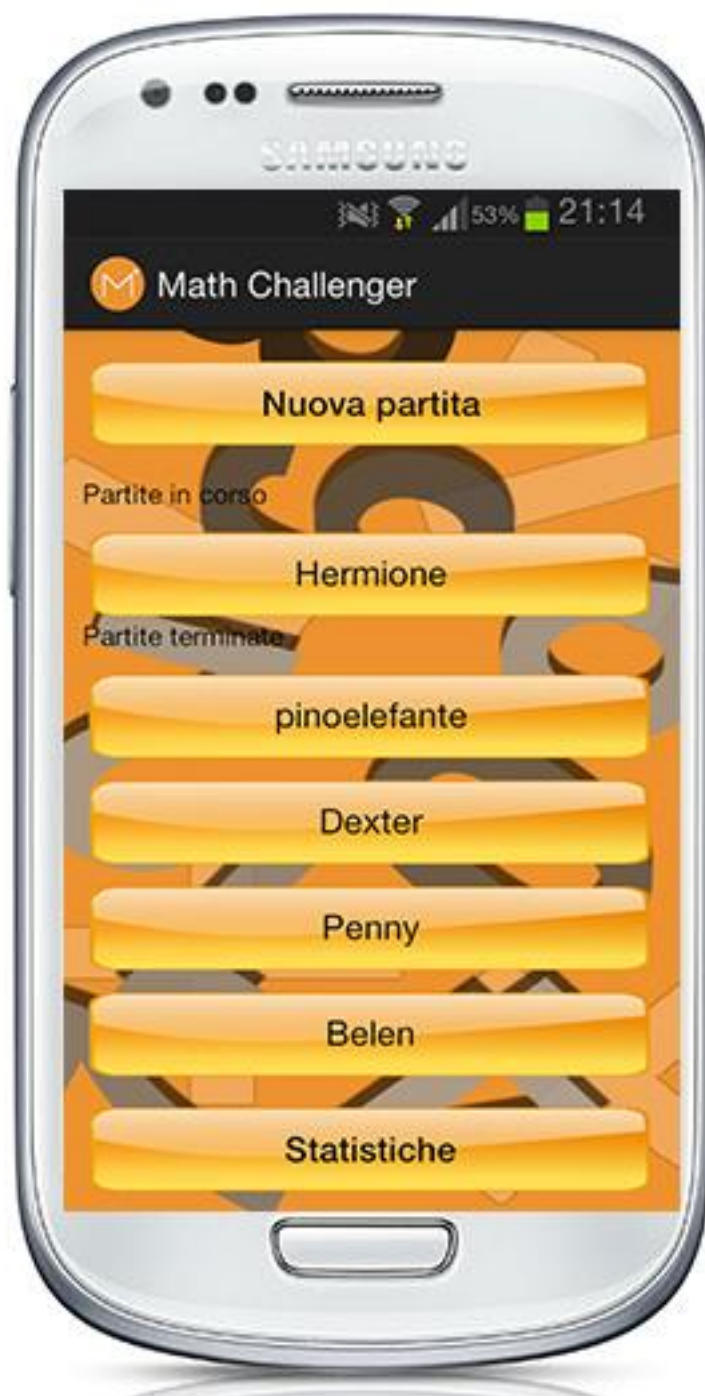 SAMSUNG
53% 21:14
Math Challenger
Nuova partita
Partite in corso
Hermione
Partite terminate
pinoelefante
Dexter
Penny
Belen
Statistiche